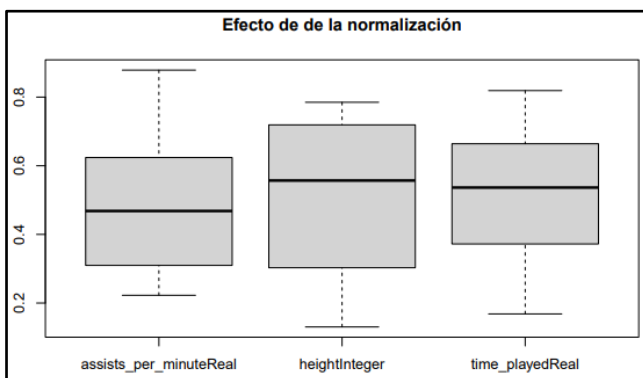 Efecto de de la normalización
0.8
0.6
0.4
0.2
assists_per_minuteReal heightInteger time_playedReal